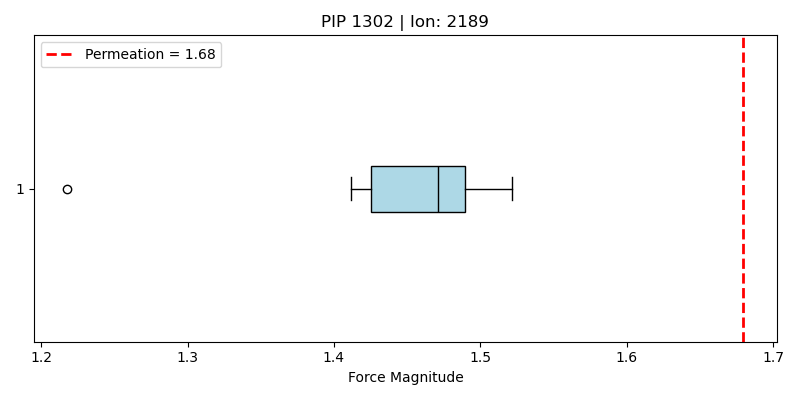 PIP 1302 | Ion: 2189
Permeation = 1.68
1
1.2 1.3 1.4 1.5 1.6 1.7
Force Magnitude